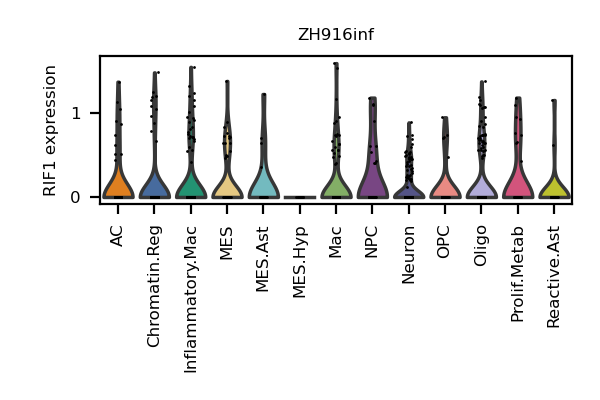 ZH916inf
RIF1 expression
1
0
AC
Chromatin.Reg
Inflammatory.Mac
MES
MES.Ast
MES.Hyp
Mac
NPC
Neuron
OPC
Oligo
Prolif.Metab
Reactive.Ast